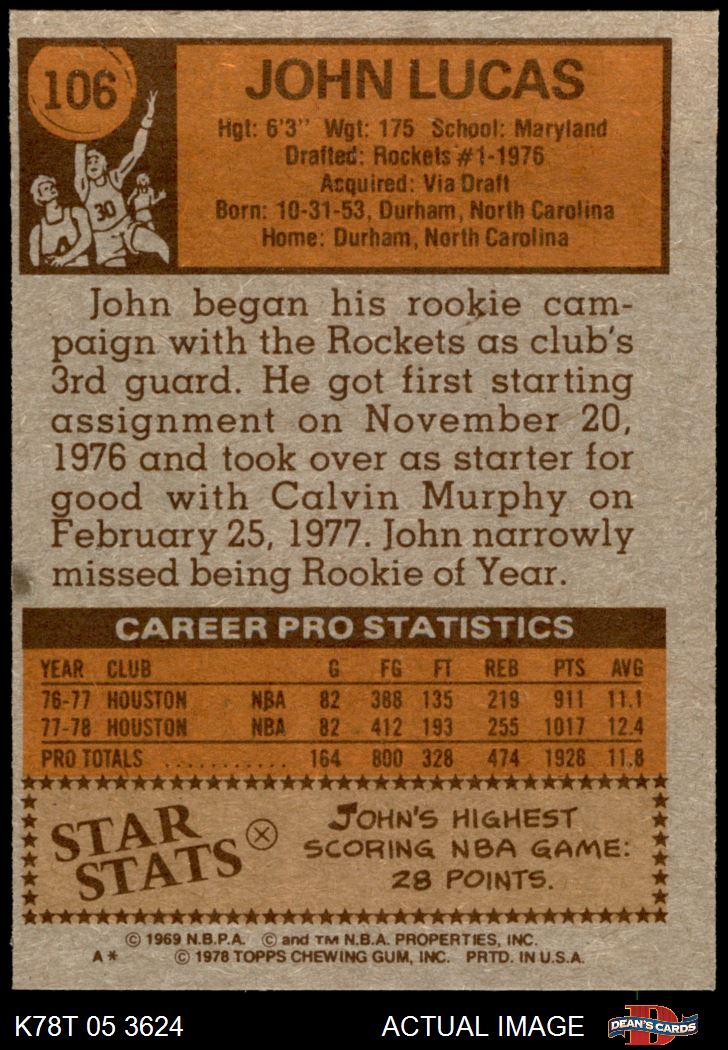 106
30
JOHN LUCAS
Hgt: 6'3" Wgt: 175 School: Maryland
Drafted: Rockets #1-1976
Acquired: Via Draft
Born: 10-31-53, Durham, North Carolina
Home: Durham, North Carolina
John began his rookie cam-
paign with the Rockets as club's
3rd guard. He got first starting
assignment on November 20,
1976 and took over as starter for
good with Calvin Murphy on
February 25, 1977. John narrowly
missed being Rookie of Year.
CAREER PRO STATISTICS
YEAR CLUB G FG FT REB PTS AVG
76-77 HOUSTON NBA 82 388 135 219 911 11.1
77-78 HOUSTON NBA 82 412 193 255 1017 12.4
PRO TOTALS ........... 164 800 328 474 1928 11.8
STAR
STATS
JOHN'S HIGHEST
SCORING NBA GAME:
28 POINTS.
© 1969 N.B.P.A. © and TM N.B.A. PROPERTIES, INC.
A* © 1978 TOPPS CHEWING GUM, INC. PRTD. IN U.S.A.
K78T 05 3624 ACTUAL IMAGE DEAN'S CARDS